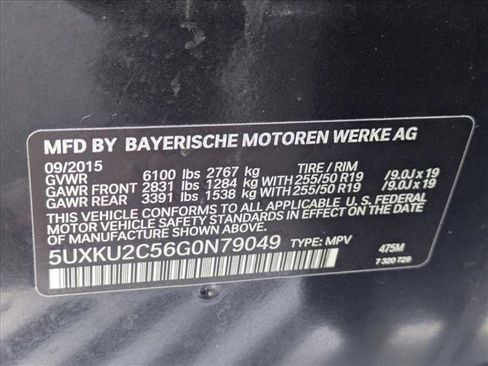 MFD BY BAYERISCHE MOTOREN WERKE AG
09/2015
GVWR 6100 lbs 2767 kg TIRE / RIM
GAWR FRONT 2831 lbs 1284 kg WITH 255/50 R19 /9.0J x 19
GAWR REAR 3391 lbs 1538 kg WITH 255/50 R19 /9.0J x 19
THIS VEHICLE CONFORMS TO ALL APPLICABLE U. S. FEDERAL
MOTOR VEHICLE SAFETY STANDARDS IN EFFECT ON THE DATE
OF MANUFACTURE SHOWN ABOVE.
5UXKU2C56G0N79049 TYPE: MPV 475M
7 320 729